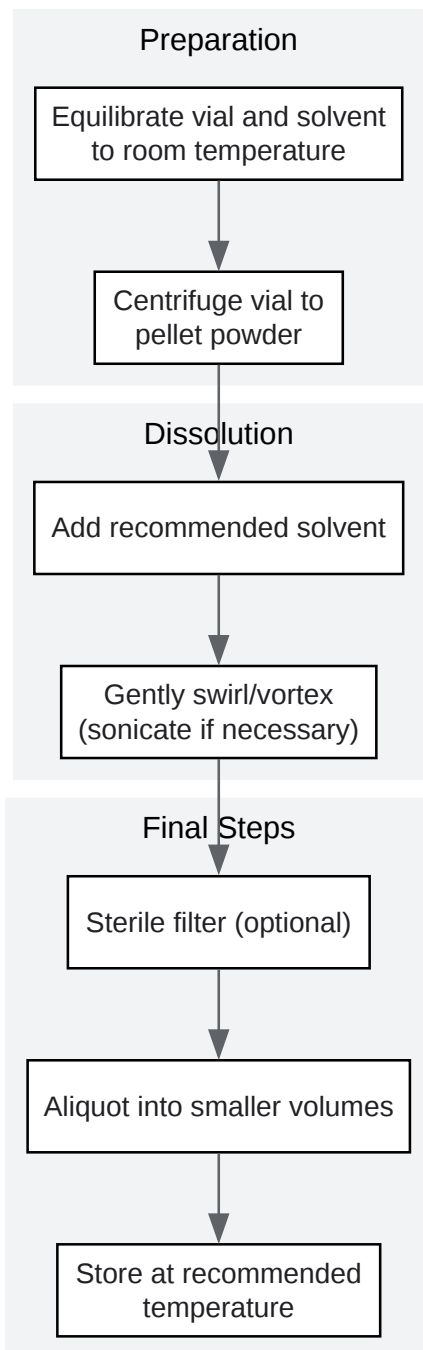 Preparation
Equilibrate vial and solvent
to room temperature
Centrifuge vial to
pellet powder
Dissolution
Add recommended solvent
Gently swirl/vortex
(sonicate if necessary)
Final Steps
Sterile filter (optional)
Aliquot into smaller volumes
Store at recommended
temperature